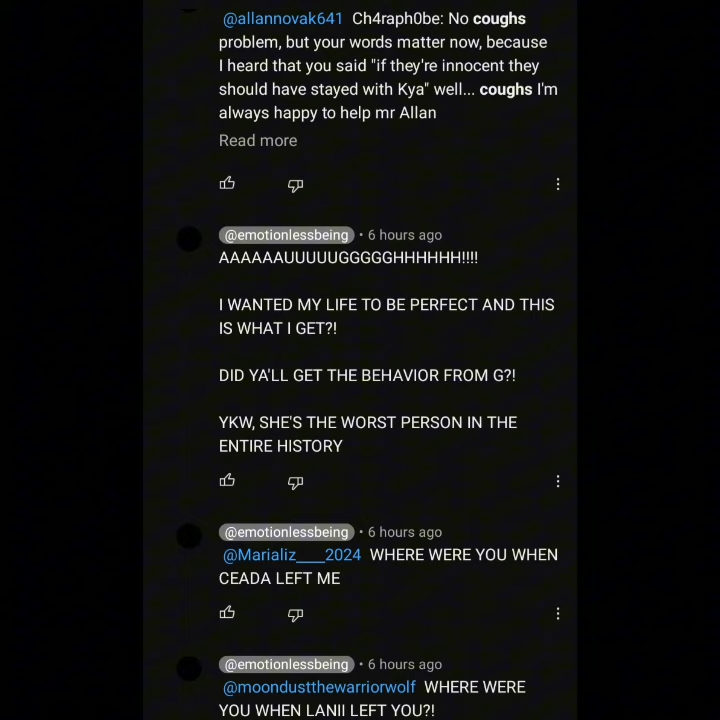 @allannovak641 Ch4raph0be: No coughs
problem, but your words matter now, because
I heard that you said "if they're innocent they
should have stayed with Kya" well... coughs I'm
always happy to help mr Allan
Read more
@emotionlessbeing • 6 hours ago
AAAAAAUUUUUGGGGGHHHHHH!!!!
I WANTED MY LIFE TO BE PERFECT AND THIS
IS WHAT I GET?!
DID YA'LL GET THE BEHAVIOR FROM G?!
YKW, SHE'S THE WORST PERSON IN THE
ENTIRE HISTORY
@emotionlessbeing • 6 hours ago
@Marializ___2024 WHERE WERE YOU WHEN
CEADA LEFT ME
@emotionlessbeing • 6 hours ago
@moondustthewarriorwolf WHERE WERE
YOU WHEN LANII LEFT YOU?!